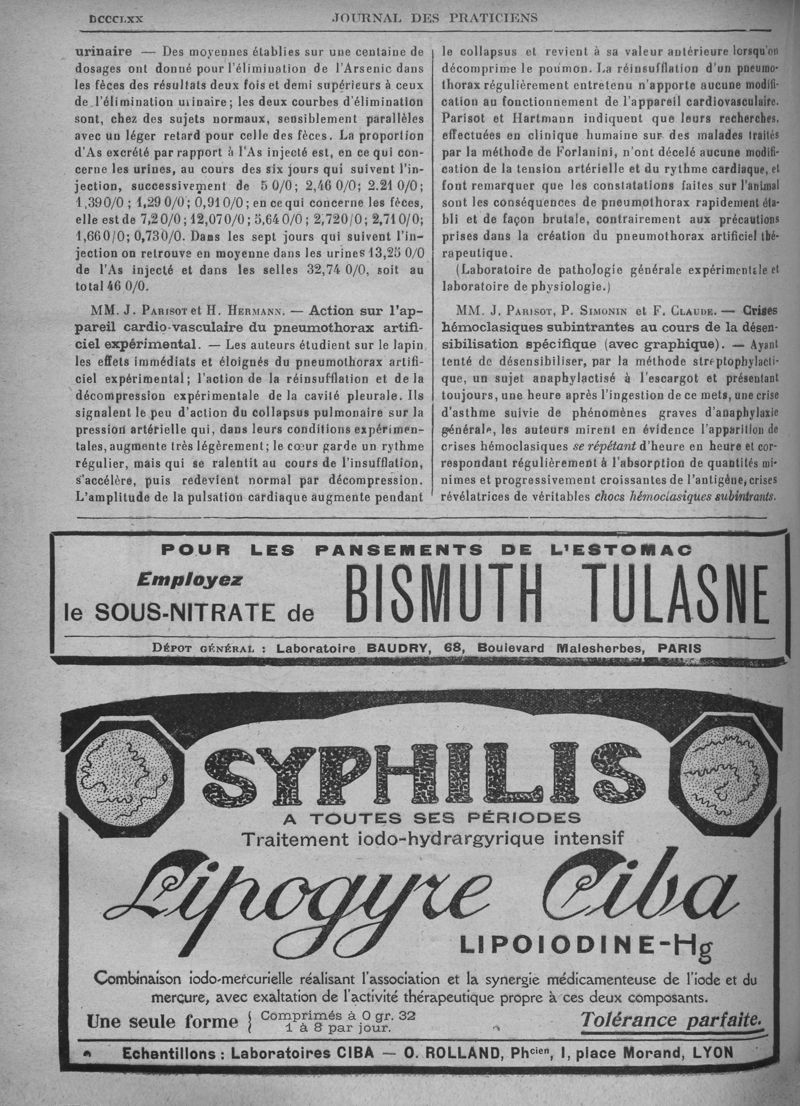 DCCCLXX
JOURNAL DES PRATICIENS
urinaire — Des moyennes établies sur une centaine de
dosages ont donné pour l'élimination de l'Arsenic dans
les fèces des résultats deux fois et demi supérieurs à ceux
de l'élimination urinaire; les deux courbes d'élimination
sont, chez des sujets normaux, sensiblement parallèles
avec un léger retard pour celle des fèces. La proportion
d'As excrété par rapport à l'As injecté est, en ce qui con-
cerne les urines, au cours des six jours qui suivent l'in-
jection, successivement de 5 0/0; 2,46 0/0; 2.21 0/0;
1,39 0/0 ; 1,29 0/0; 0,91 0/0; en ce qui concerne les fèces,
elle est de 7,2 0/0; 12,07 0/0; 5,64 0/0; 2,72 0/0; 2,71 0/0;
1,66 0/0; 0,73 0/0. Dans les sept jours qui suivent l'in-
jection on retrouve en moyenne dans les urines 13,25 0/0
de l'As injecté et dans les selles 32,74 0/0, soit au
total 46 0/0.
MM. J. PARISOT et H. HERMANN. — Action sur l'ap-
pareil cardio-vasculaire du pneumothorax artifi-
ciel expérimental. — Les auteurs étudient sur le lapin
les effets immédiats et éloignés du pneumothorax artifi-
ciel expérimental; l'action de la réinsufflation et de la
décompression expérimentale de la cavité pleurale. Ils
signalent le peu d'action du collapsus pulmonaire sur la
pression artérielle qui, dans leurs conditions expérimen-
tales, augmente très légèrement; le cœur garde un rythme
régulier, mais qui se ralentit au cours de l'insufflation,
s'accélère, puis redevient normal par décompression.
L'amplitude de la pulsation cardiaque augmente pendant
le collapsus et revient à sa valeur antérieure lorsqu'on
décomprime le poumon. La réinsufflation d'un pneumo-
thorax régulièrement entretenu n'apporte aucune modifi-
cation au fonctionnement de l'appareil cardiovasculaire.
Parisot et Hartmann indiquent que leurs recherches,
effectuées en clinique humaine sur des malades traités
par la méthode de Forlanini, n'ont décelé aucune modifi-
cation de la tension artérielle et du rythme cardiaque, et
font remarquer que les constatations faites sur l'animal
sont les conséquences de pneumothorax rapidement éta-
bli et de façon brutale, contrairement aux précautions
prises dans la création du pneumothorax artificiel thé-
rapeutique.
(Laboratoire de pathologie générale expérimentale et
laboratoire de physiologie.)
MM. J. PARISOT, P. SIMONIN et F. CLAUDE. — Crises
hémoclasiques subintrantes au cours de la désen-
sibilisation spécifique (avec graphique). — Ayant
tenté de désensibiliser, par la méthode streptophylacti-
que, un sujet anaphylactisé à l'escargot et présentant
toujours, une heure après l'ingestion de ce mets, une crise
d'asthme suivie de phénomènes graves d'anaphylaxie
générale, les auteurs mirent en évidence l'apparition de
crises hémoclasiques se répétant d'heure en heure et cor-
respondant régulièrement à l'absorption de quantités mi-
nimes et progressivement croissantes de l'antigène, crises
révélatrices de véritables chocs hémoclasiques subintrants.
POUR LES PANSEMENTS DE L'ESTOMAC
Employez
le SOUS-NITRATE de
BISMUTH TULASNE
DÉPOT GÉNÉRAL : Laboratoire BAUDRY, 68, Boulevard Malesherbes, PARIS
SYPHILIS
A TOUTES SES PÉRIODES
Traitement iodo-hydrargyrique intensif
Lipogyre Ciba
LIPOIODINE-Hg
Combinaison iodo-mercurielle réalisant l'association et la synergie médicamenteuse de l'iode et du
mercure, avec exaltation de l'activité thérapeutique propre à ces deux composants.
Une seule forme { Comprimés à 0 gr. 32
1 à 8 par jour.
Tolérance parfaite.
Echantillons : Laboratoires CIBA — O. ROLLAND, Phcien, 1, place Morand, LYON